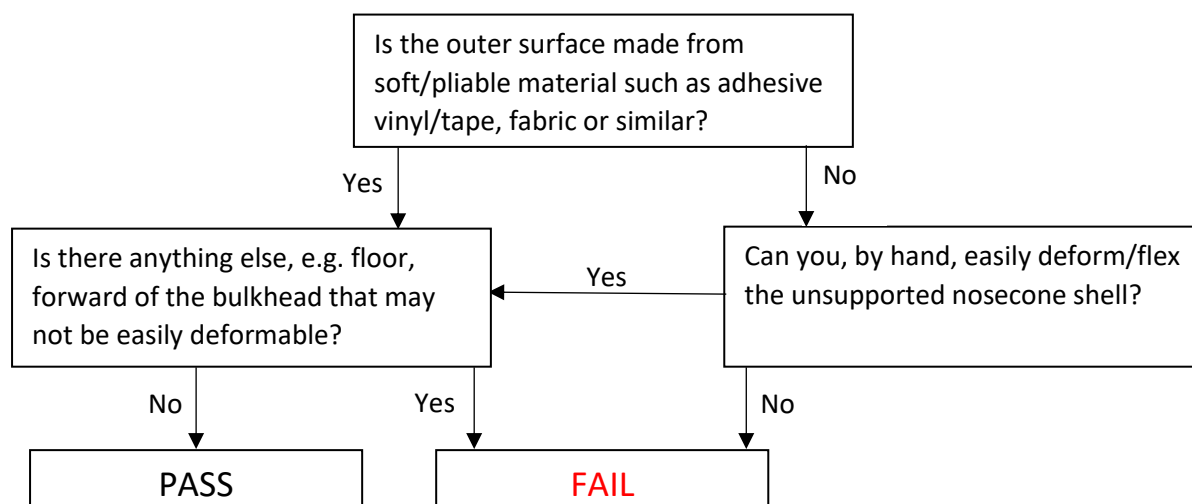 Is the outer surface made from
soft/pliable material such as adhesive
vinyl/tape, fabric or similar?
Yes
No
Is there anything else, e.g. floor,
forward of the bulkhead that may
not be easily deformable?
Yes
Can you, by hand, easily deform/flex
the unsupported nosecone shell?
No
Yes
No
PASS
FAIL